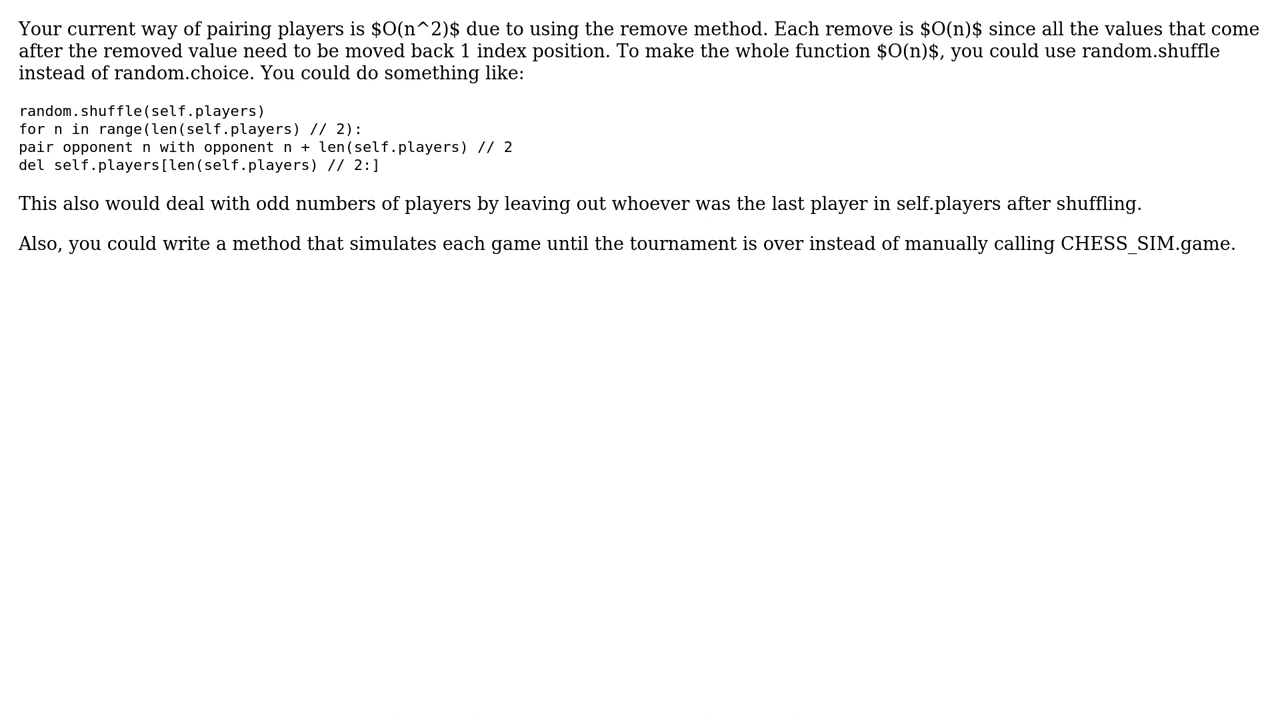 Your current way of pairing players is $O(n^2)$ due to using the remove method. Each remove is $O(n)$ since all the values that come
after the removed value need to be moved back 1 index position. To make the whole function $O(n)$, you could use random.shuffle
instead of random.choice. You could do something like:
random.shuffle(self.players)
for n in range(len(self.players) // 2):
pair opponent n with opponent n + len(self.players) // 2
del self.players[len(self.players) // 2:]
This also would deal with odd numbers of players by leaving out whoever was the last player in self.players after shuffling.
Also, you could write a method that simulates each game until the tournament is over instead of manually calling CHESS_SIM.game.